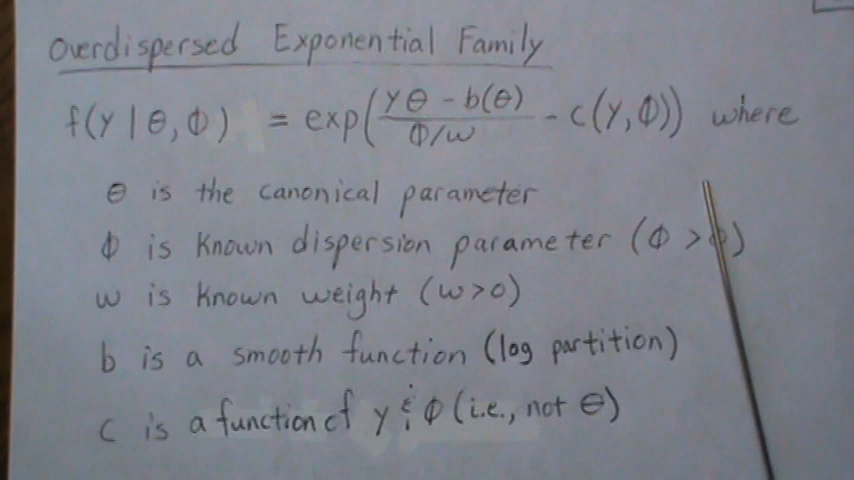 Overdispersed Exponential Family
f(y | θ, Φ) = exp( (yθ - b(θ)) / (Φ/w) - c(y, Φ) ) where
θ is the canonical parameter
Φ is known dispersion parameter (Φ >
w is known weight (w>0)
b is a smooth function (log partition)
c is a function of y & Φ (i.e., not θ)